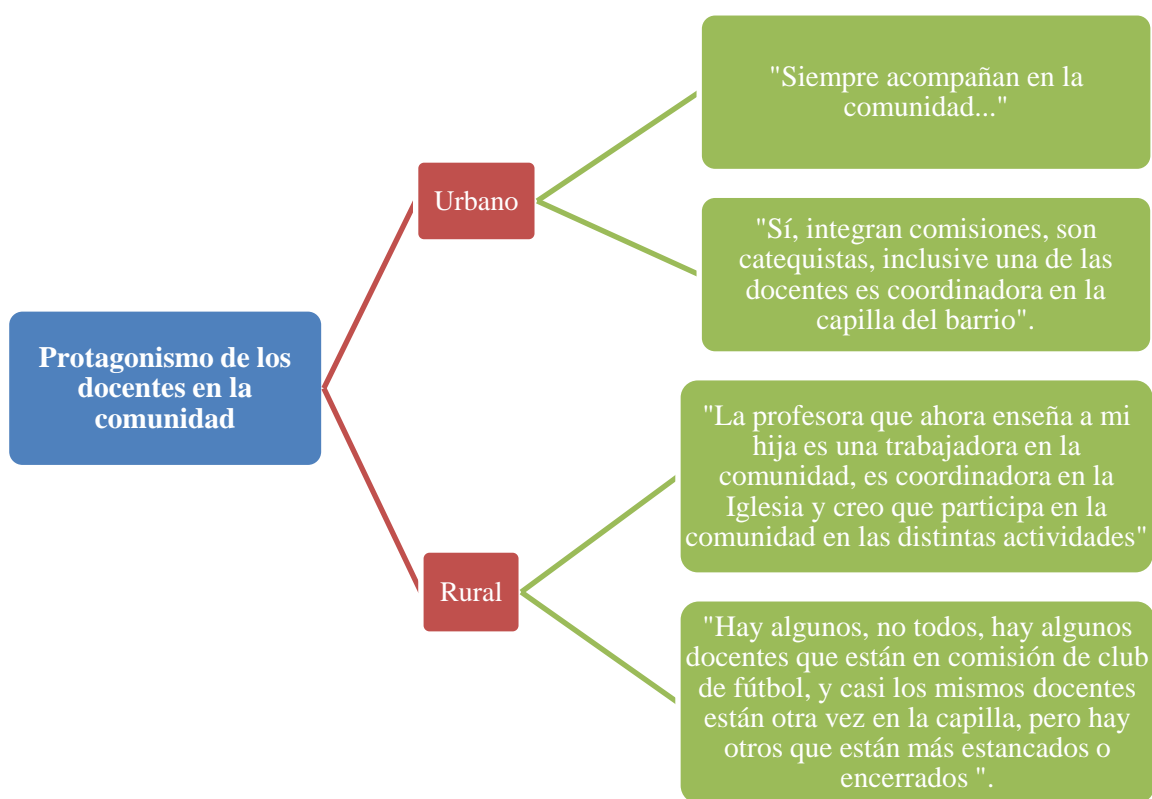 Protagonismo de los
docentes en la
comunidad
Urbano
"Siempre acompañan en la
comunidad..."
"Sí, integran comisiones, son
catequistas, inclusive una de las
docentes es coordinadora en la
capilla del barrio".
Rural
"La profesora que ahora enseña a mi
hija es una trabajadora en la
comunidad, es coordinadora en la
Iglesia y creo que participa en la
comunidad en las distintas actividades"
"Hay algunos, no todos, hay algunos
docentes que están en comisión de club
de fútbol, y casi los mismos docentes
están otra vez en la capilla, pero hay
otros que están más estancados o
encerrados ".